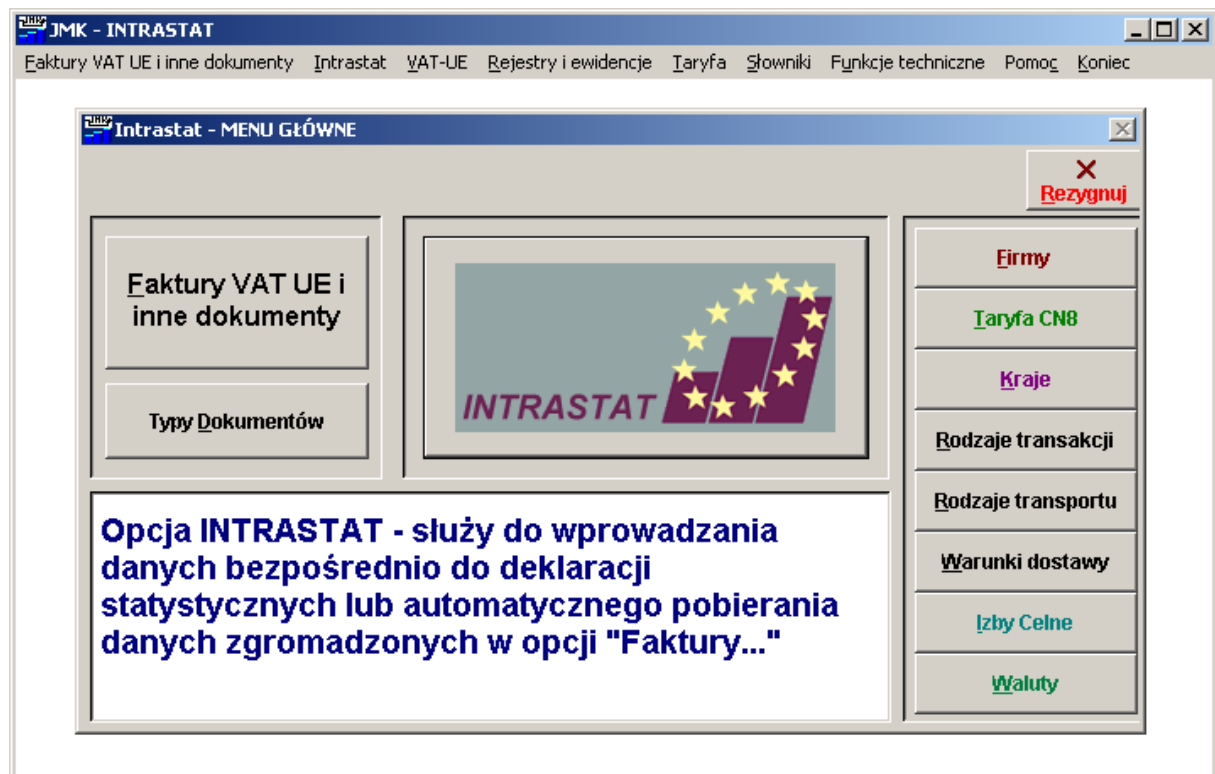 JMK - INTRASTAT
Faktury VAT UE i inne dokumenty Intrastat VAT-UE Rejestry i ewidencje Taryfa Słowniki Funkcje techniczne Pomoc Koniec
Intrastat - MENU GŁÓWNE
Rezygnuj
Faktury VAT UE i
inne dokumenty
Typy Dokumentów
INTRASTAT
Opcja INTRASTAT - służy do wprowadzania
danych bezpośrednio do deklaracji
statystycznych lub automatycznego pobierania
danych zgromadzonych w opcji "Faktury..."
Firmy
Taryfa CN8
Kraje
Rodzaje transakcji
Rodzaje transportu
Warunki dostawy
Izby Celne
Waluty